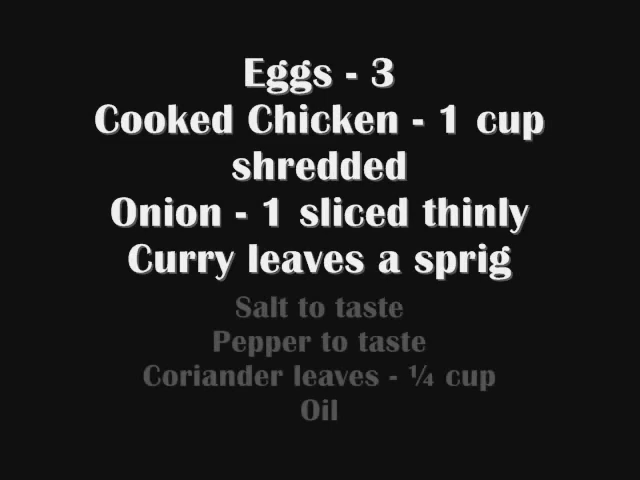 Eggs - 3
Cooked Chicken - 1 cup
shredded
Onion - 1 sliced thinly
Curry leaves a sprig
Salt to taste
Pepper to taste
Coriander leaves - ¼ cup
Oil